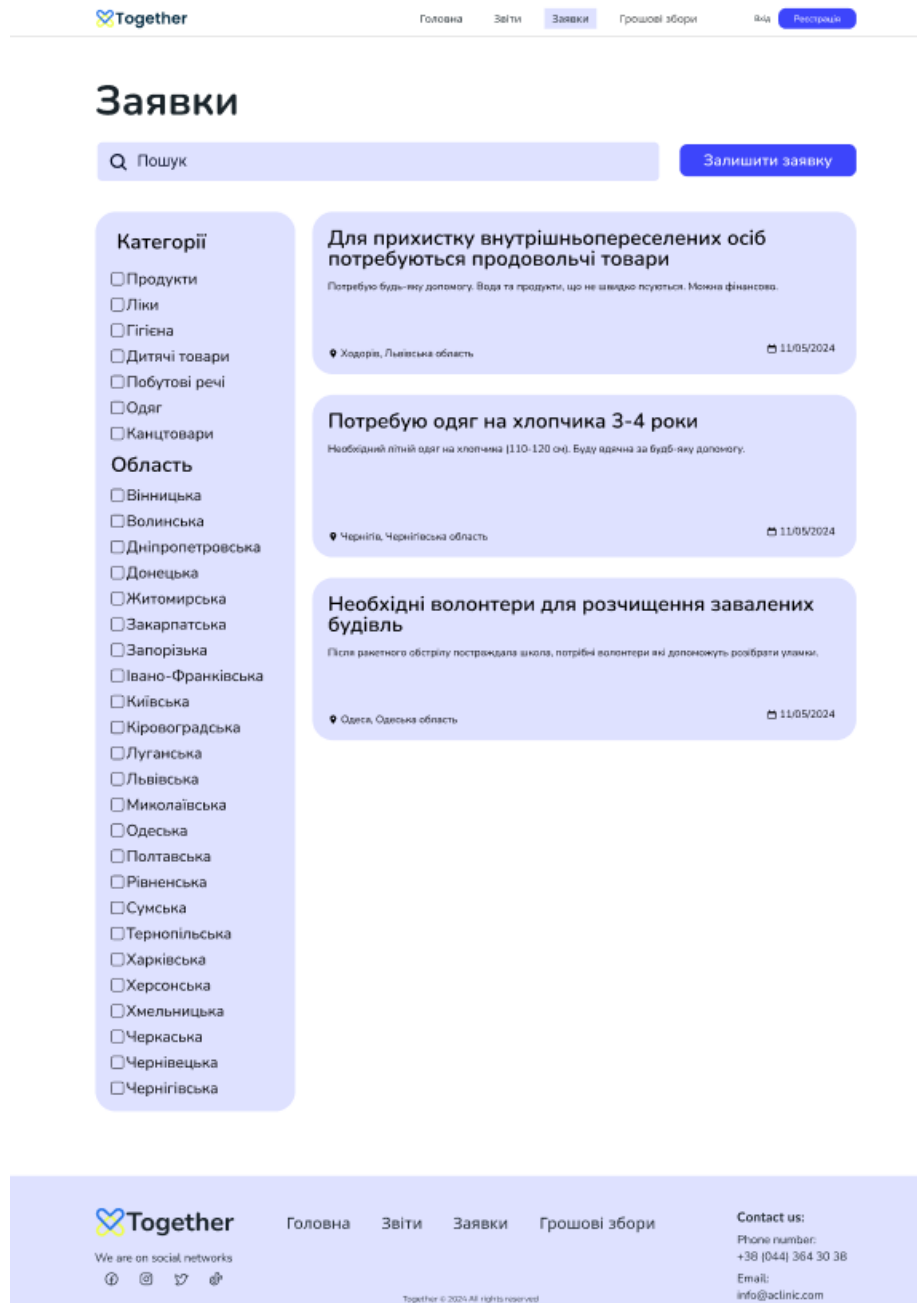 Together
Головна Звіти Заявки Грошові збори Вхід Реєстрація
Заявки
Пошук
Залишити заявку
Категорії
Продукти
Ліки
Гігієна
Дитячі товари
Побутові речі
Одяг
Канцтовари
Область
Вінницька
Волинська
Дніпропетровська
Донецька
Житомирська
Закарпатська
Запорізька
Івано-Франківська
Київська
Кіровоградська
Луганська
Львівська
Миколаївська
Одеська
Полтавська
Рівненська
Сумська
Тернопільська
Харківська
Херсонська
Хмельницька
Черкаська
Чернівецька
Чернігівська
Для прихистку внутрішньопереселених осіб
потребуються продовольчі товари
Потребую будь-яку допомогу. Вода та продукти, що не швидко псуються. Можна фінансово.
Ходорів, Львівська область
11/05/2024
Потребую одяг на хлопчика 3-4 роки
Необхідний літній одяг на хлопчика (110-120 см). Буду вдячна за будб-яку допомогу.
Чернігів, Чернігівська область
11/05/2024
Необхідні волонтери для розчищення завалених
будівль
Після ракетного обстрілу постраждала школа, потрібні волонтери які допоможуть розібрати уламки.
Одеса, Одеська область
11/05/2024
Together
We are on social networks
Головна Звіти Заявки Грошові збори
Together © 2024 All rights reserved
Contact us:
Phone number:
+38 (044) 364 30 38
Email:
info@aclinic.com